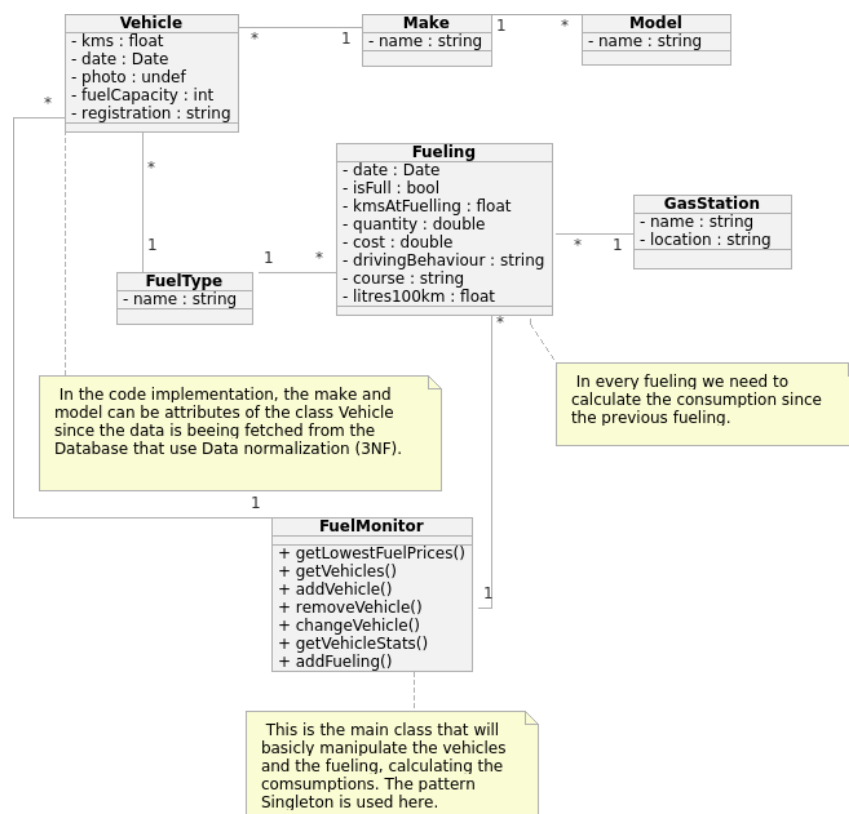 Vehicle
- kms : float
- date : Date
- photo : undef
- fuelCapacity : int
- registration : string
*
1
Make
- name : string
1
*
Model
- name : string
*
*
1
Fueling
- date : Date
- isFull : bool
- kmsAtFuelling : float
- quantity : double
- cost : double
- drivingBehaviour : string
- course : string
- litres100km : float
*
1
GasStation
- name : string
- location : string
1
*
FuelType
- name : string
*
In the code implementation, the make and
model can be attributes of the class Vehicle
since the data is beeing fetched from the
Database that use Data normalization (3NF).
In every fueling we need to
calculate the consumption since
the previous fueling.
1
FuelMonitor
+ getLowestFuelPrices()
+ getVehicles()
+ addVehicle()
+ removeVehicle()
+ changeVehicle()
+ getVehicleStats()
+ addFueling()
1
This is the main class that will
basicly manipulate the vehicles
and the fueling, calculating the
comsumptions. The pattern
Singleton is used here.